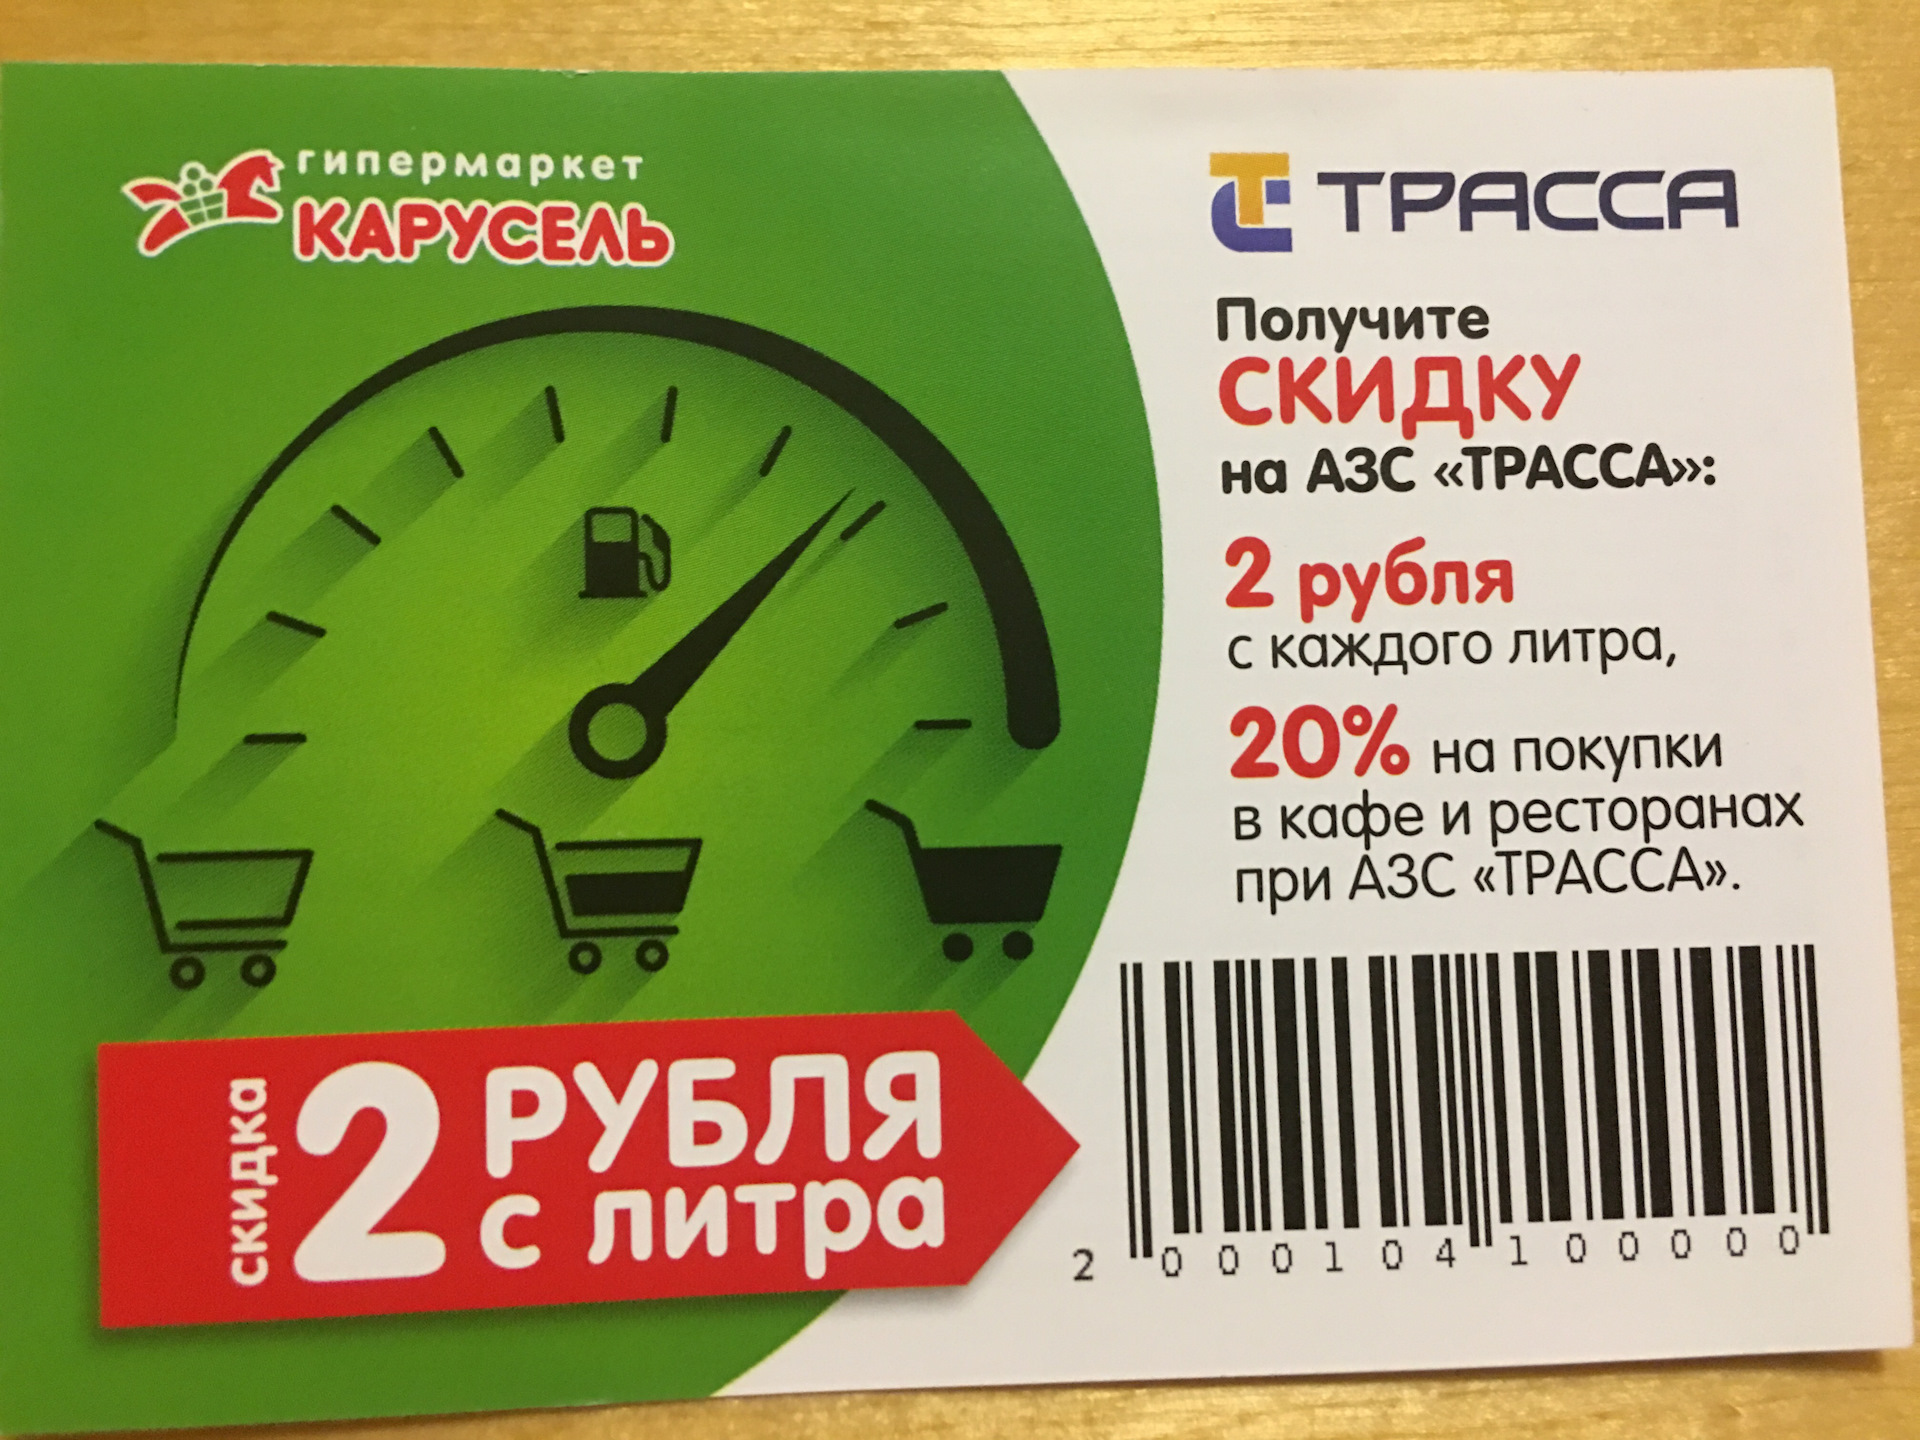 гипермаркет
КАРУСЕЛЬ
скидка
2 РУБЛЯ
с литра
ТРАССА
Получите
СКИДКУ
на АЗС «ТРАССА»:
2 рубля
с каждого литра,
20% на покупки
в кафе и ресторанах
при АЗС «ТРАССА».
2 000104 100000